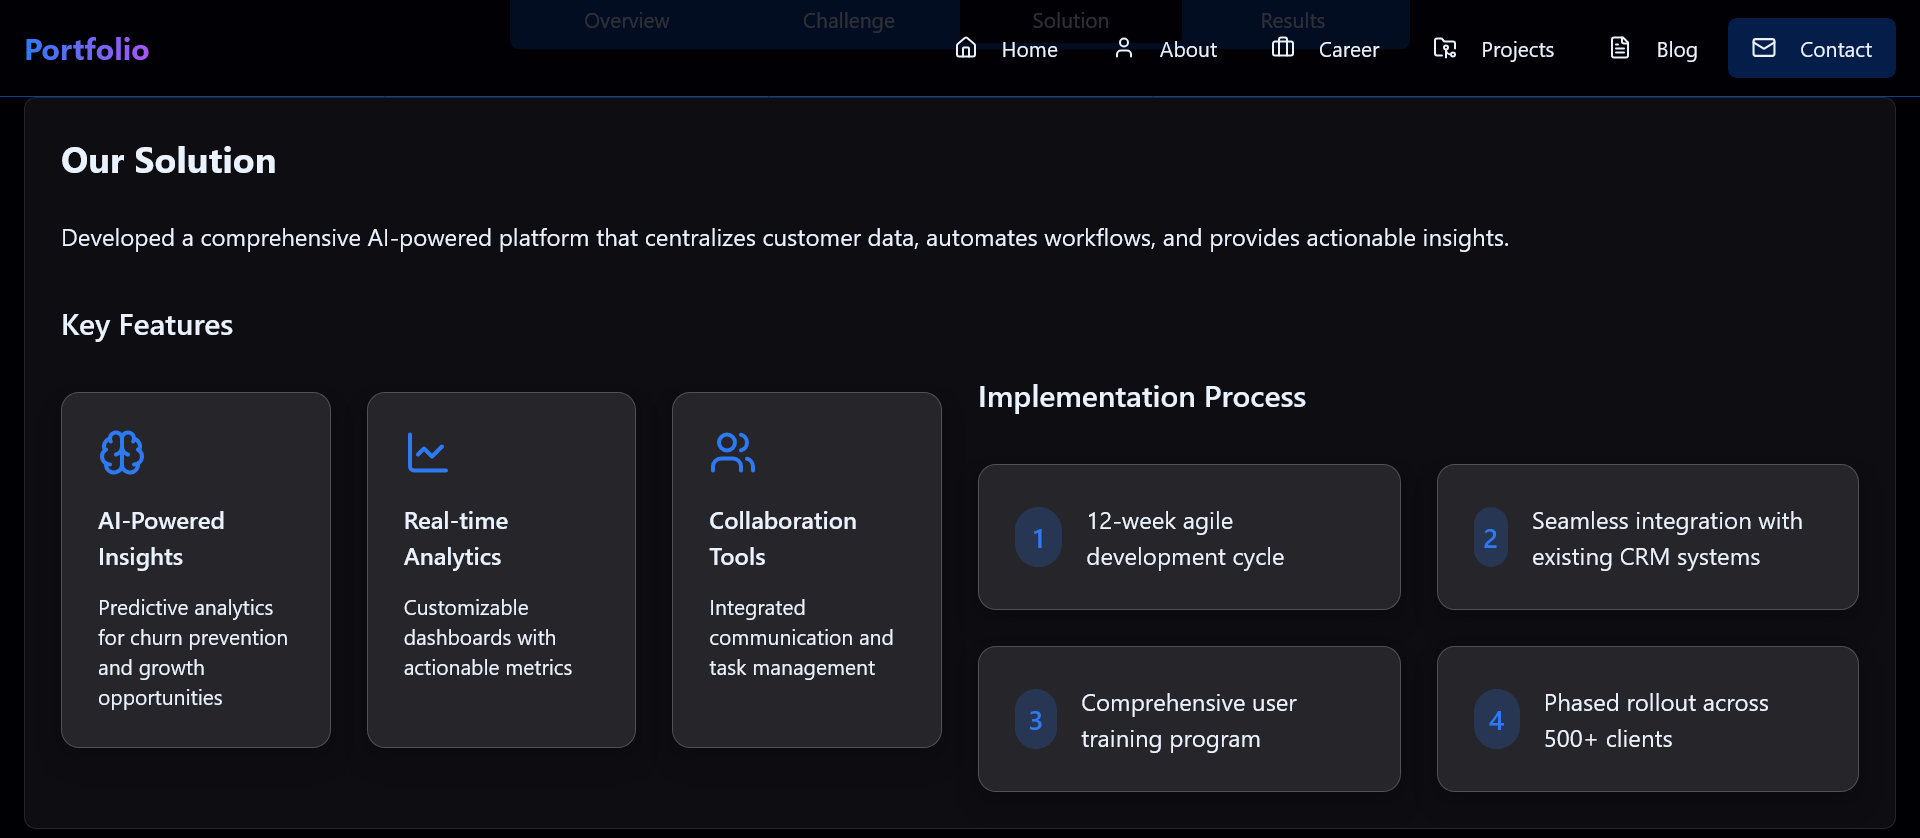 Overview
Challenge
Solution
Results
Portfolio
Home
About
Career
Projects
Blog
Contact
Our Solution
Developed a comprehensive AI-powered platform that centralizes customer data, automates workflows, and provides actionable insights.
Key Features
AI-Powered
Insights
Predictive analytics
for churn prevention
and growth
opportunities
Real-time
Analytics
Customizable
dashboards with
actionable metrics
Collaboration
Tools
Integrated
communication and
task management
Implementation Process
1
12-week agile
development cycle
2
Seamless integration with
existing CRM systems
3
Comprehensive user
training program
4
Phased rollout across
500+ clients